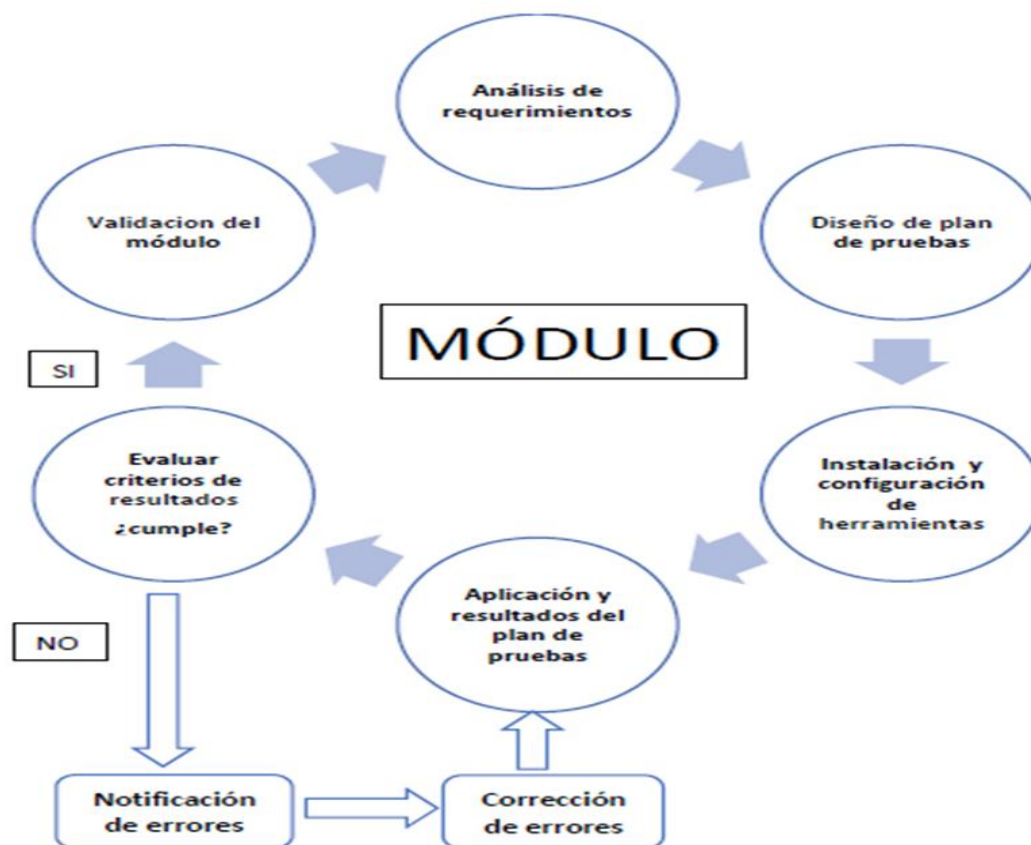 Análisis de
requerimientos
Diseño de plan
de pruebas
Instalación y
configuración
de
herramientas
Aplicación y
resultados del
plan de
pruebas
Evaluar
criterios de
resultados
¿cumple?
SI
Validacion del
módulo
MÓDULO
NO
Notificación
de errores
Corrección
de errores